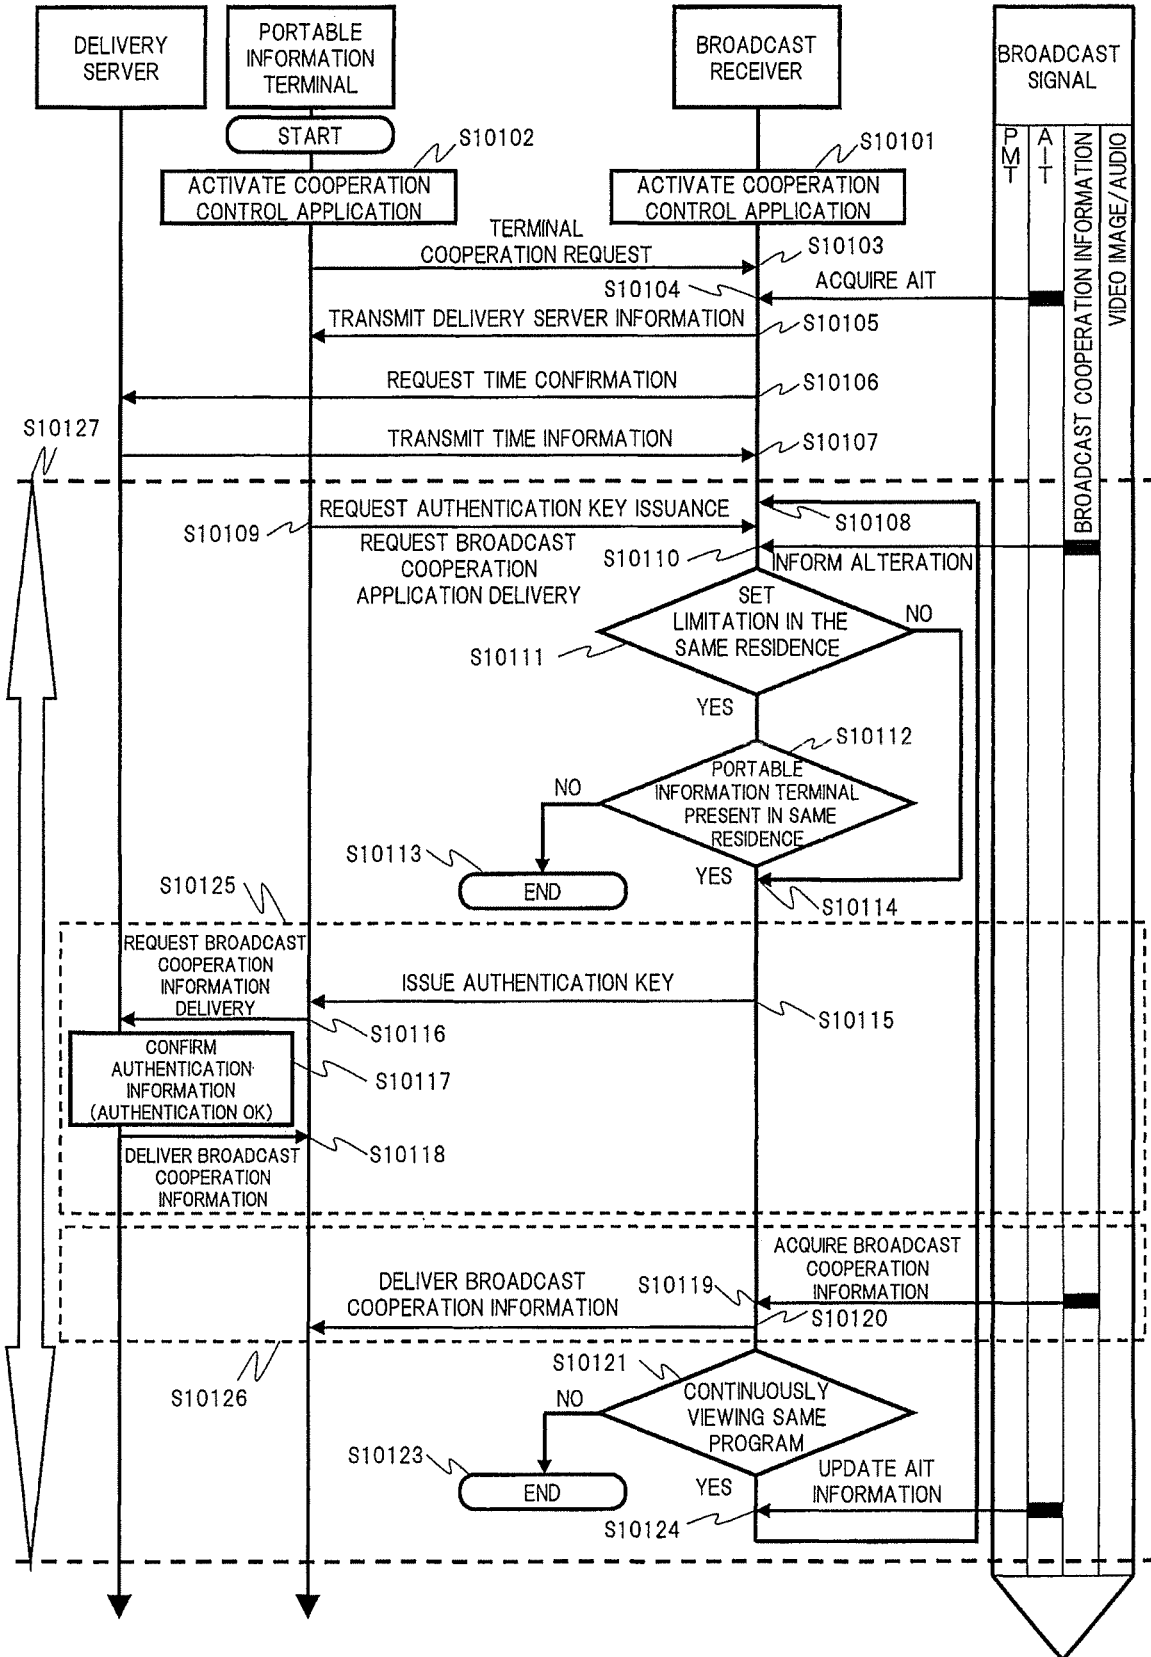 DELIVERY
SERVER
PORTABLE
INFORMATION
TERMINAL
BROADCAST
RECEIVER
BROADCAST
SIGNAL
START
PMT
AIT
BROADCAST COOPERATION INFORMATION
VIDEO IMAGE/AUDIO
S10102
S10101
ACTIVATE COOPERATION
CONTROL APPLICATION
ACTIVATE COOPERATION
CONTROL APPLICATION
TERMINAL
COOPERATION REQUEST
S10103
S10104
ACQUIRE AIT
TRANSMIT DELIVERY SERVER INFORMATION
S10105
REQUEST TIME CONFIRMATION
S10106
S10127
TRANSMIT TIME INFORMATION
S10107
REQUEST AUTHENTICATION KEY ISSUANCE
S10108
S10109
REQUEST BROADCAST
COOPERATION
APPLICATION DELIVERY
S10110
INFORM ALTERATION
SET
LIMITATION IN THE
SAME RESIDENCE
NO
S10111
YES
S10112
PORTABLE
INFORMATION TERMINAL
PRESENT IN SAME
RESIDENCE
NO
S10113
END
YES
S10114
S10125
REQUEST BROADCAST
COOPERATION
INFORMATION
DELIVERY
ISSUE AUTHENTICATION KEY
S10115
S10116
CONFIRM
AUTHENTICATION
INFORMATION
(AUTHENTICATION OK)
S10117
S10118
DELIVER BROADCAST
COOPERATION
INFORMATION
ACQUIRE BROADCAST
COOPERATION
INFORMATION
DELIVER BROADCAST
COOPERATION INFORMATION
S10119
S10120
S10126
S10121
CONTINUOUSLY
VIEWING SAME
PROGRAM
NO
S10123
END
YES
UPDATE AIT
INFORMATION
S10124